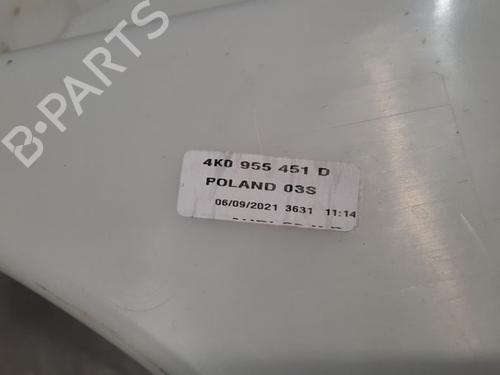 B-PARTS
4K0 955 451 D
POLAND 03S
06/09/2021 3631 11:14